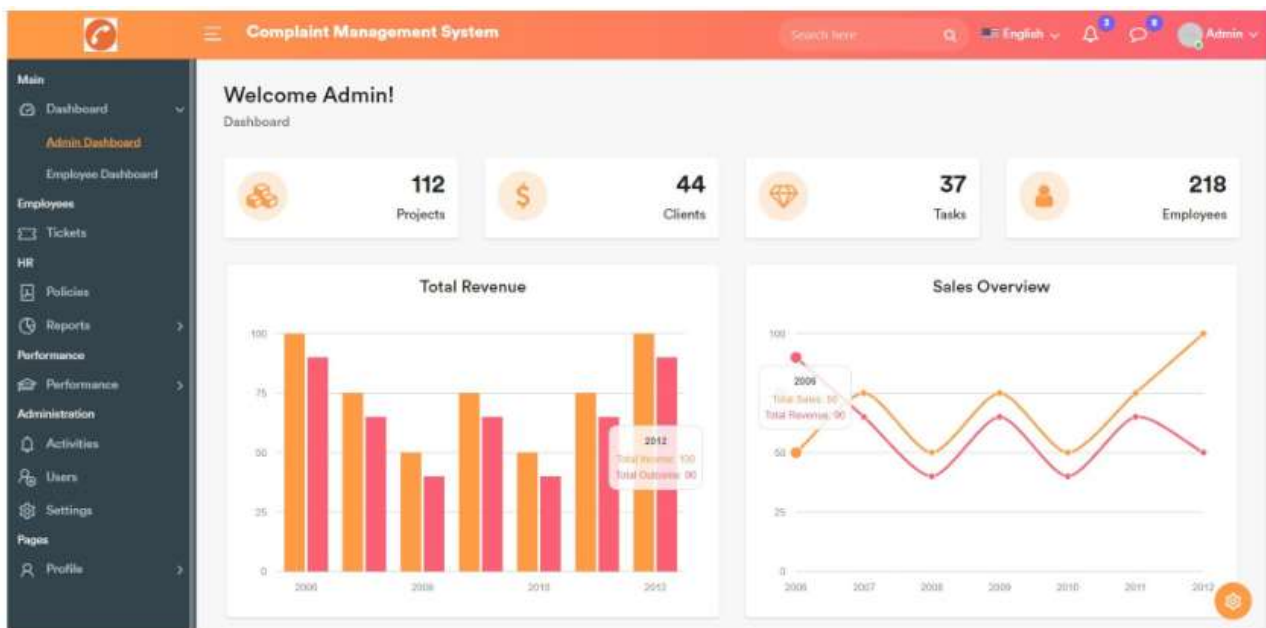 Complaint Management System
Search here
English
3
8
Admin
Main
Dashboard
Admin Dashboard
Employee Dashboard
Employees
Tickets
HR
Policies
Reports
Performance
Performance
Administration
Activities
Users
Settings
Pages
Profile
Welcome Admin!
Dashboard
112
Projects
44
Clients
37
Tasks
218
Employees
Total Revenue
100
75
50
25
0
2006
2008
2010
2012
2012
Total Income: 100
Total Outcome: 90
Sales Overview
100
50
25
0
2006
Total Sales: 50
Total Revenue: 90
2006
2007
2008
2009
2010
2011
2012